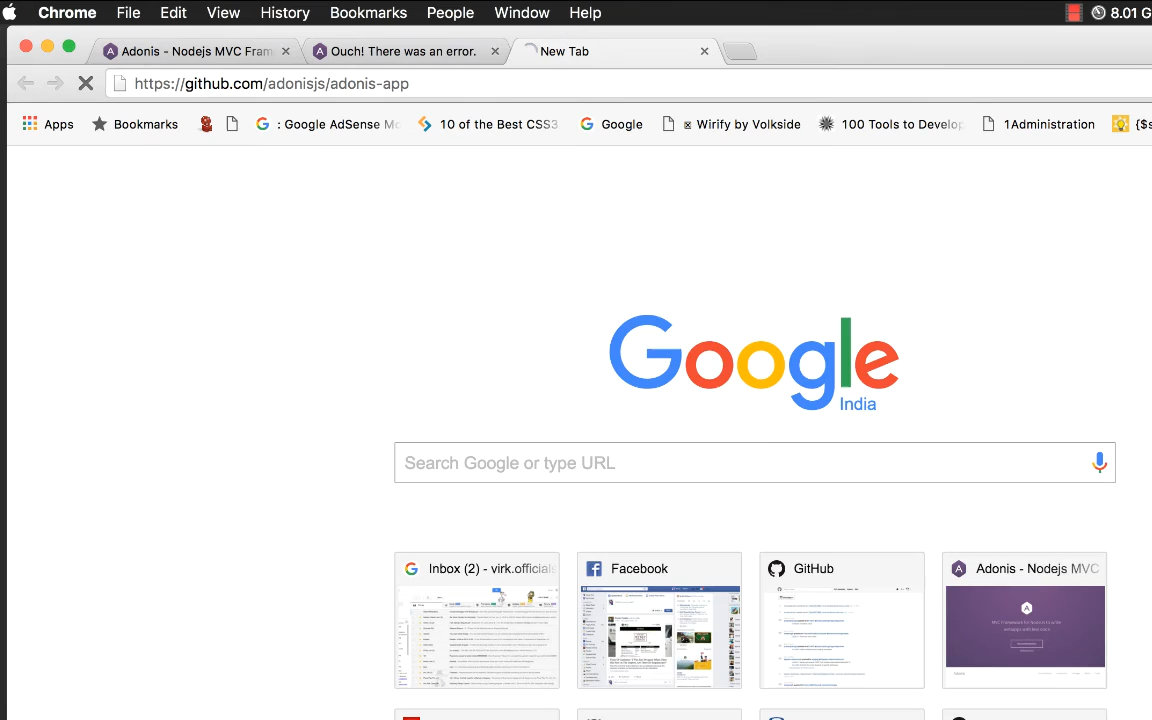 Chrome File Edit View History Bookmarks People Window Help 8.01 G
Adonis - Nodejs MVC Fram Ouch! There was an error. New Tab
https://github.com/adonisjs/adonis-app
Apps Bookmarks : Google AdSense Mo 10 of the Best CSS3 Google Wirify by Volkside 100 Tools to Develop 1Administration {$s
Google
India
Search Google or type URL
Inbox (2) - virk.officials Facebook GitHub Adonis - Nodejs MVC